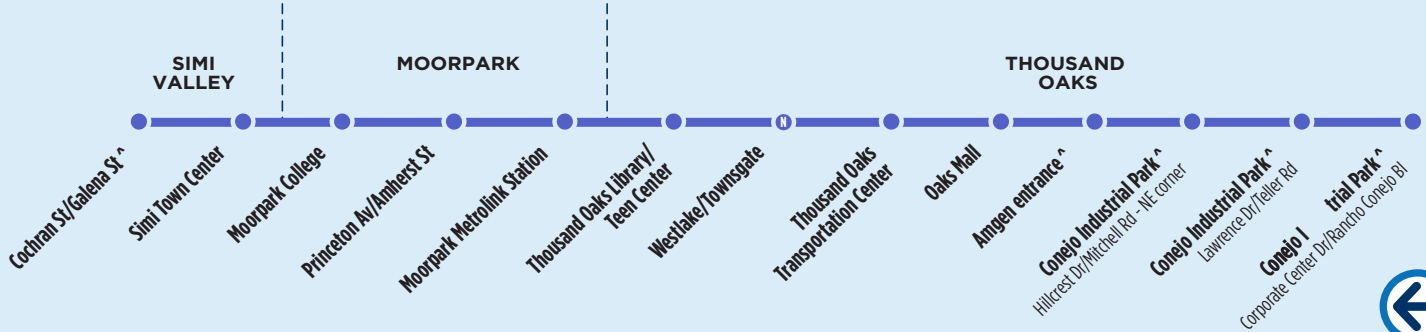 SIMI
VALLEY
MOORPARK
THOUSAND
OAKS
N
Cochran St/Galena St ^
Simi Town Center
Moorpark College
Princeton Av/Amherst St
Moorpark Metrolink Station
Thousand Oaks Library/
Teen Center
Westlake/Townsgate
Thousand Oaks
Transportation Center
Oaks Mall
Amgen entrance ^
Conejo Industrial Park ^
Hillcrest Dr/Mitchell Rd - NE corner
Conejo Industrial Park ^
Lawrence Dr/Teller Rd
Conejo I trial Park ^
Corporate Center Dr/Rancho Conejo Bl